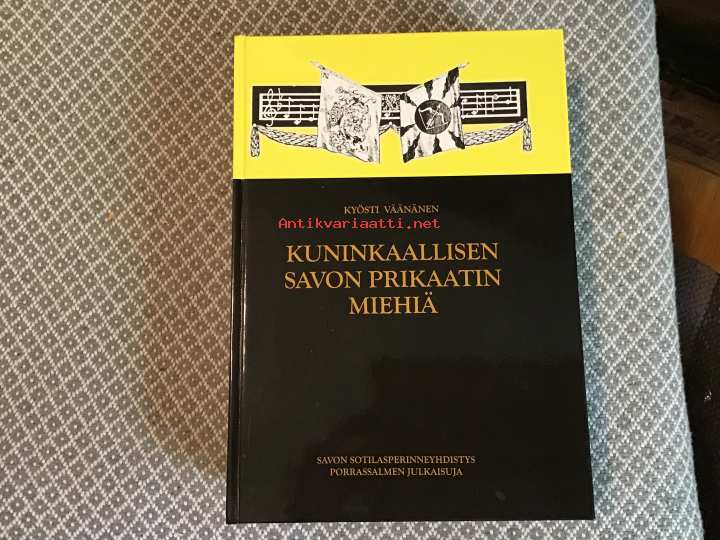 KYÖSTI VÄÄNÄNEN
Antikvariaatti.net
KUNINKAALLISEN
SAVON PRIKAATIN
MIEHIÄ
SAVON SOTILASPERINNEYHDISTYS
PORRASSALMEN JULKAISUJA